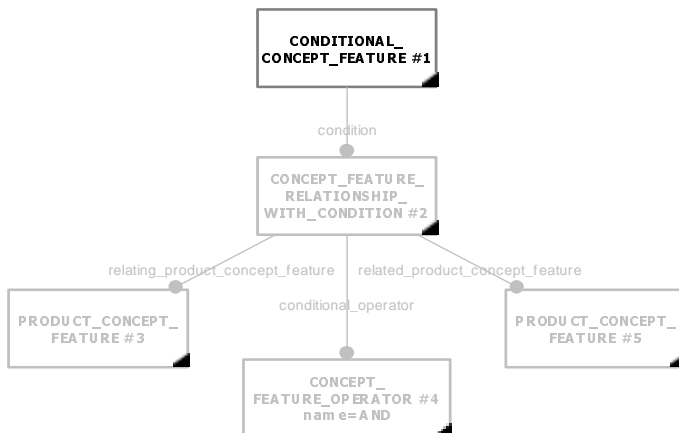 CONDITIONAL_
CONCEPT_FEATURE #1
condition
CONCEPT_FEATURE_
RELATIONSHIP_
WITH_CONDITION #2
relating_product_concept_feature
related_product_concept_feature
conditional_operator
PRODUCT_CONCEPT_
FEATURE #3
PRODUCT_CONCEPT_
FEATURE #5
CONCEPT_
FEATURE_OPERATOR #4
name=AND